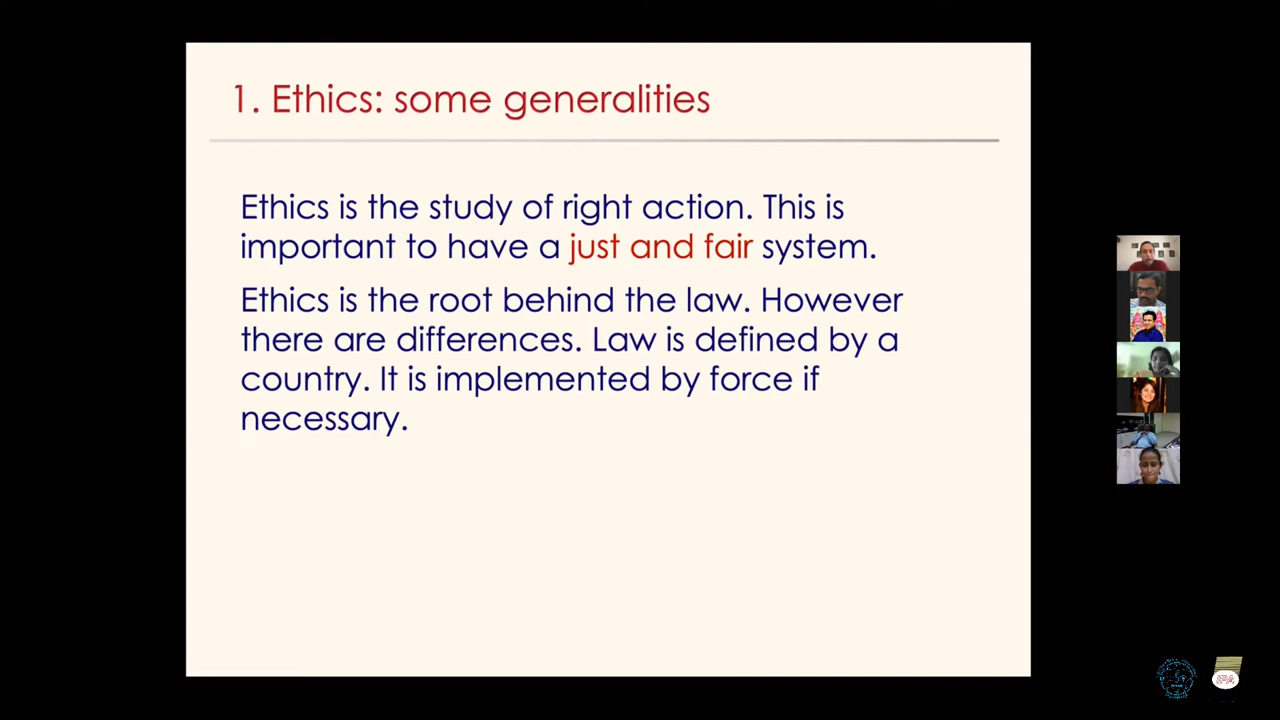 1. Ethics: some generalities
Ethics is the study of right action. This is
important to have a just and fair system.
Ethics is the root behind the law. However
there are differences. Law is defined by a
country. It is implemented by force if
necessary.